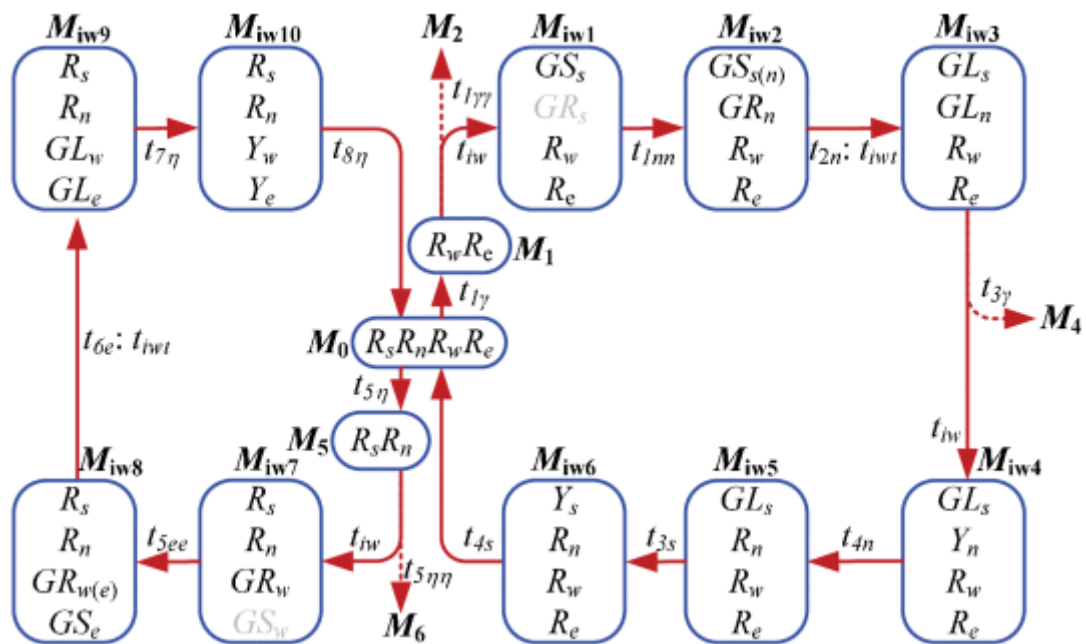 M_iw9 M_iw10 M_2 M_iw1 M_iw2 M_iw3
R_s R_s GS_s GS_s(n) GL_s
R_n R_n t_1γγ GR_s GR_n GL_n
GL_w t_7η Y_w t_8η t_iw R_w t_1nn R_w t_2n: t_iwt R_w
GL_e Y_e R_e R_e R_e
R_wR_e M_1
t_1γ t_3γ
M_0 R_sR_nR_wR_e M_4
t_6e: t_iwt
t_5η
M_5 R_sR_n t_iw
M_iw8 M_iw7 M_iw6 M_iw5 M_iw4
R_s R_s Y_s GL_s GL_s
R_n t_5ee R_n t_iw t_4s R_n t_3s R_n t_4n Y_n
GR_w(e) GR_w t_5ηη R_w R_w R_w
GS_e GS_w M_6 R_e R_e R_e